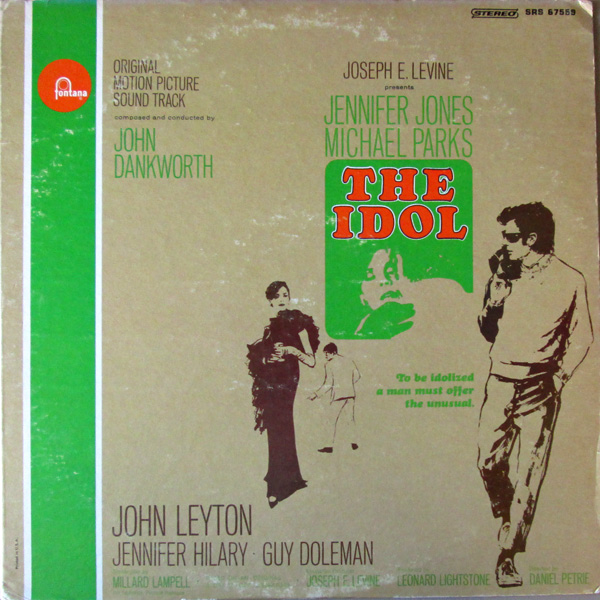 STEREO SRS 67559
fontana
ORIGINAL
MOTION PICTURE
SOUND TRACK
composed and conducted by
JOHN
DANKWORTH
JOSEPH E. LEVINE
presents
JENNIFER JONES
MICHAEL PARKS
THE
IDOL
To be idolized
a man must offer
the unusual.
JOHN LEYTON
JENNIFER HILARY · GUY DOLEMAN
MILLARD LAMPELL
JOSEPH E. LEVINE
LEONARD LIGHTSTONE
DANIEL PETRIE